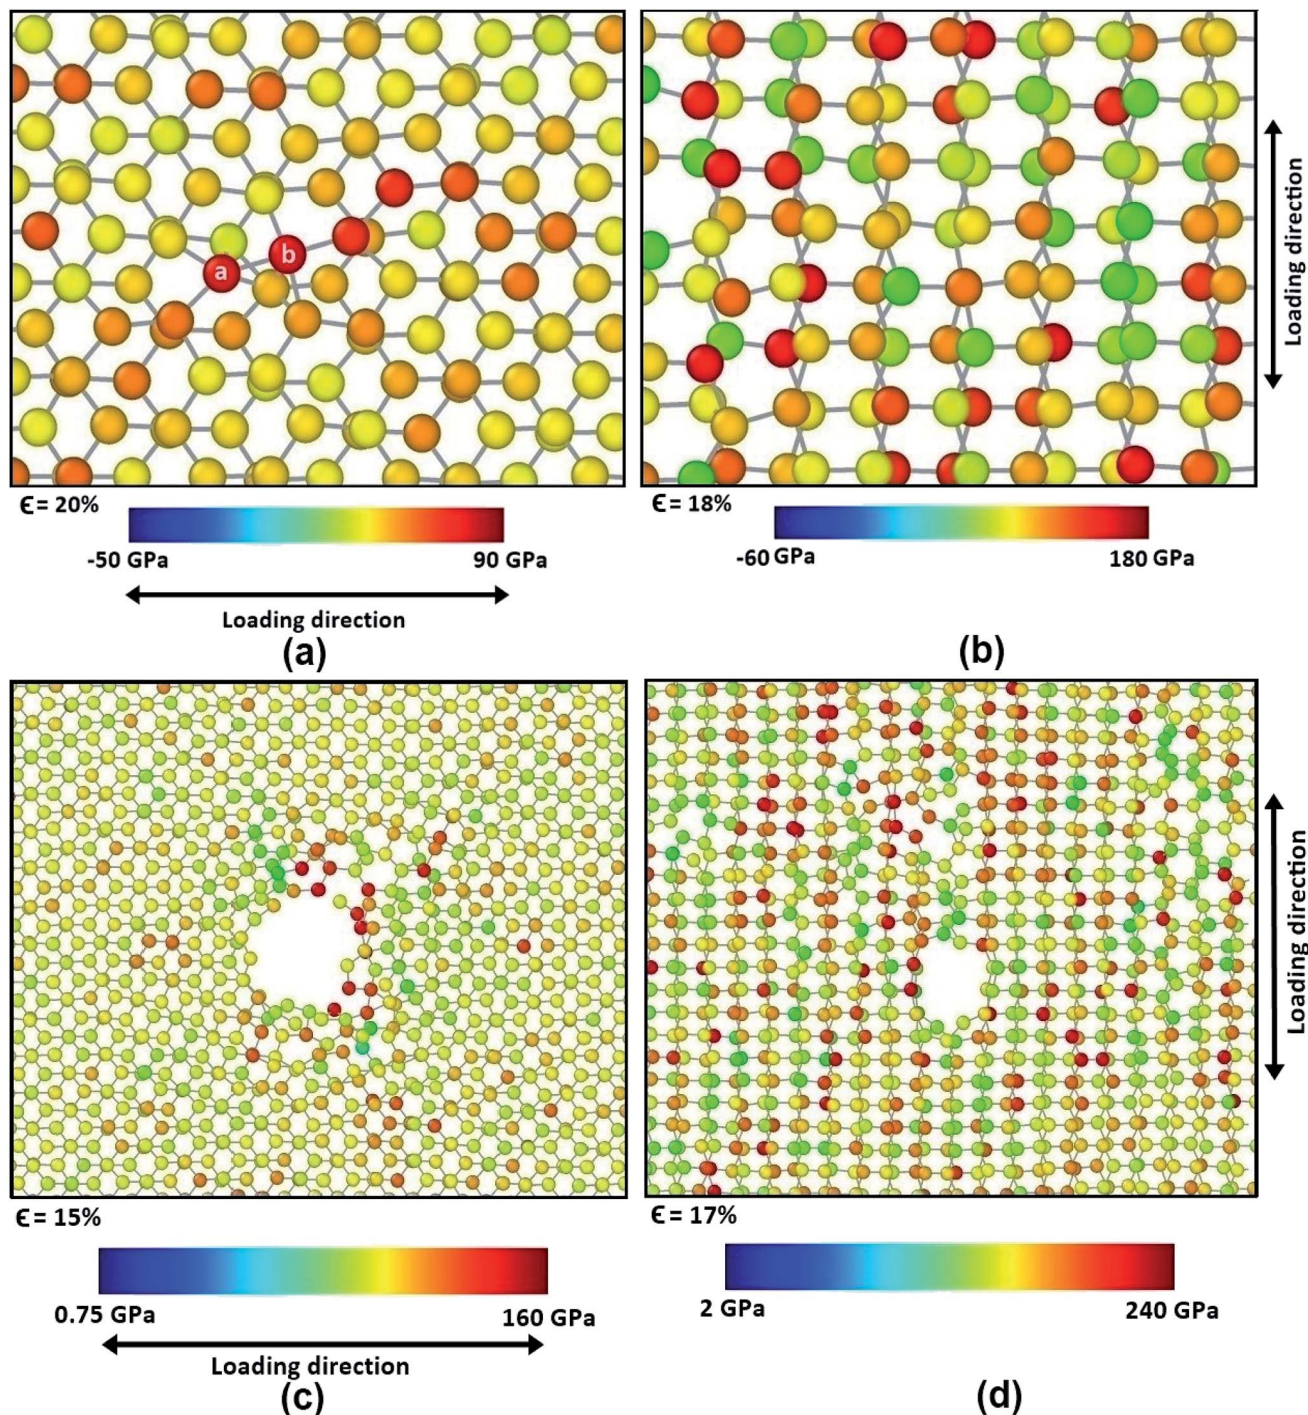 a
b
Loading direction
Є = 20%
-50 GPa
90 GPa
Loading direction
(a)
Є = 18%
-60 GPa
180 GPa
(b)
Loading direction
Є = 15%
0.75 GPa
160 GPa
Loading direction
(c)
Є = 17%
2 GPa
240 GPa
(d)